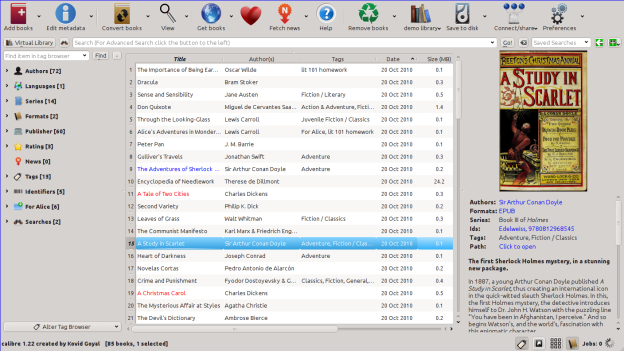 Add books Edit metadata Convert books View Get books Fetch news Help Remove books demo library Save to disk Connect/share Preferences
Virtual Library Search (For Advanced Search click the button to the left) Go! Saved Searches
Find item in tag browser Find
Authors [72]
Languages [1]
Series [14]
Formats [2]
Publisher [60]
Rating [3]
News [0]
Tags [13]
Identifiers [5]
For Alice [6]
Searches [2]
Alter Tag Browser
Title Author(s) Tags Date Size (MB)
1 The Importance of Being Ear... Oscar Wilde lit 101 homework 20 Oct 2010 0.1
2 Dracula Bram Stoker 20 Oct 2010 0.3
3 Sense and Sensibility Jane Austen Fiction / Literary 20 Oct 2010 0.5
4 Don Quixote Miguel de Cervantes Saa... Action & Adventure, Ficti... 20 Oct 2010 1.4
5 Through the Looking-Glass Lewis Carroll Juvenile Fiction / Classics 20 Oct 2010 0.1
6 Alice's Adventures in Wonder... Lewis Carroll For Alice, lit 101 homework 20 Oct 2010 0.1
7 Peter Pan J. M. Barrie 20 Oct 2010 0.1
8 Gulliver's Travels Jonathan Swift Adventure 20 Oct 2010 0.3
9 The Adventures of Sherlock ... Sir Arthur Conan Doyle Adventure 20 Oct 2010 0.2
10 Encyclopedia of Needlework Therese de Dillmont 20 Oct 2010 24.2
11 A Tale of Two Cities Charles Dickens 20 Oct 2010 0.3
12 Second Variety Philip K. Dick 20 Oct 2010 0.2
13 Leaves of Grass Walt Whitman Fiction / Classics 20 Oct 2010 0.3
14 The Communist Manifesto Karl Marx & Friedrich Eng... 20 Oct 2010 0.1
15 A Study in Scarlet Sir Arthur Conan Doyle Adventure, Fiction / Clas... 20 Oct 2010 0.1
16 Heart of Darkness Joseph Conrad Adventure 20 Oct 2010 0.1
17 Novelas Cortas Pedro Antonio de Alarcón 20 Oct 2010 0.2
18 Crime and Punishment Fyodor Dostoyevsky & G... Classics, Fiction, General,... 20 Oct 2010 0.4
19 A Christmas Carol Charles Dickens 20 Oct 2010 0.5
20 The Mysterious Affair at Styles Agatha Christie 20 Oct 2010 0.1
21 The Devil's Dictionary Ambrose Bierce 20 Oct 2010 0.2
BEETON'S CHRISTMAS ANNUAL
A STUDY IN
SCARLET
Authors: Sir Arthur Conan Doyle
Formats: EPUB
Series: Book II of Holmes
Ids: Edelweiss, 9780812968545
Tags: Adventure, Fiction / Classics
Path: Click to open
The first Sherlock Holmes mystery, in a stunning
new package.
In 1887, a young Arthur Conan Doyle published A
Study in Scarlet, thus creating an international icon
in the quick-witted sleuth Sherlock Holmes. In this,
the first Holmes mystery, the detective introduces
himself to Dr. John H. Watson with the puzzling line
"You have been in Afghanistan, I perceive." And so
begins Watson's, and the world's, fascination with
this enigmatic character.
calibre 1.22 created by Kovid Goyal [85 books, 1 selected] Jobs: 0